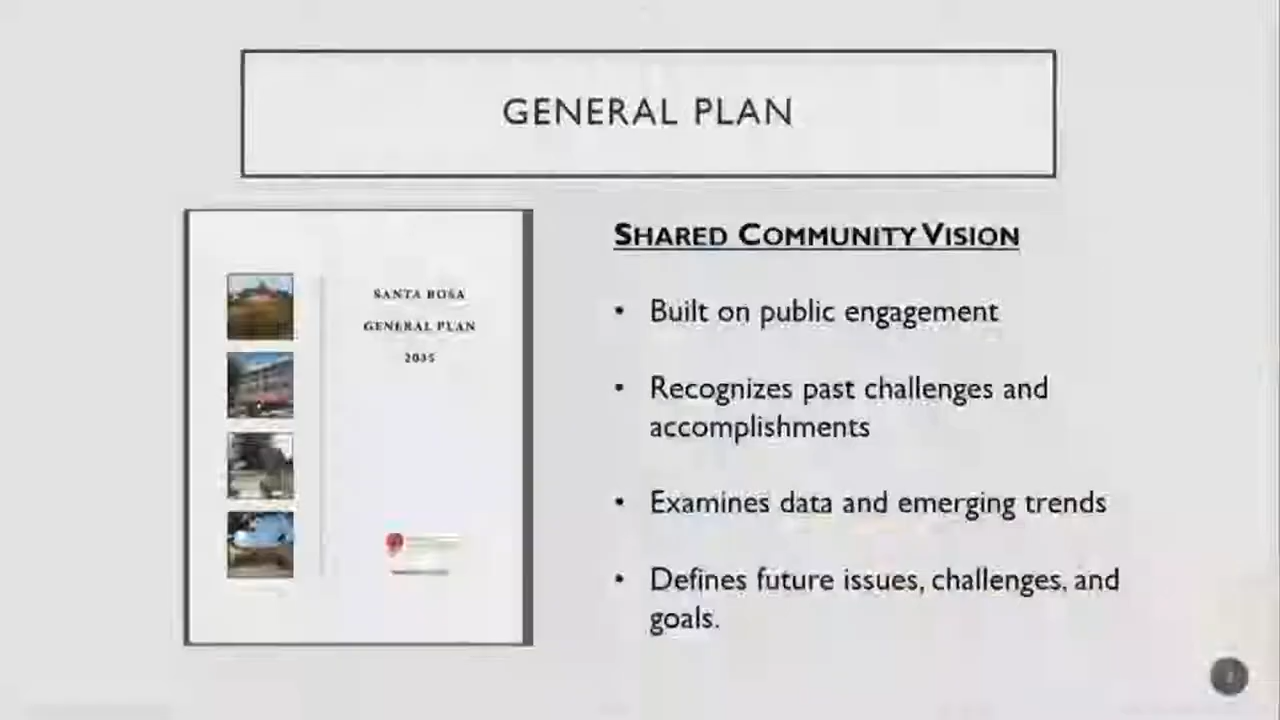 GENERAL PLAN
SANTA ROSA
GENERAL PLAN
2035
SHARED COMMUNITY VISION
• Built on public engagement
• Recognizes past challenges and
accomplishments
• Examines data and emerging trends
• Defines future issues, challenges, and
goals.